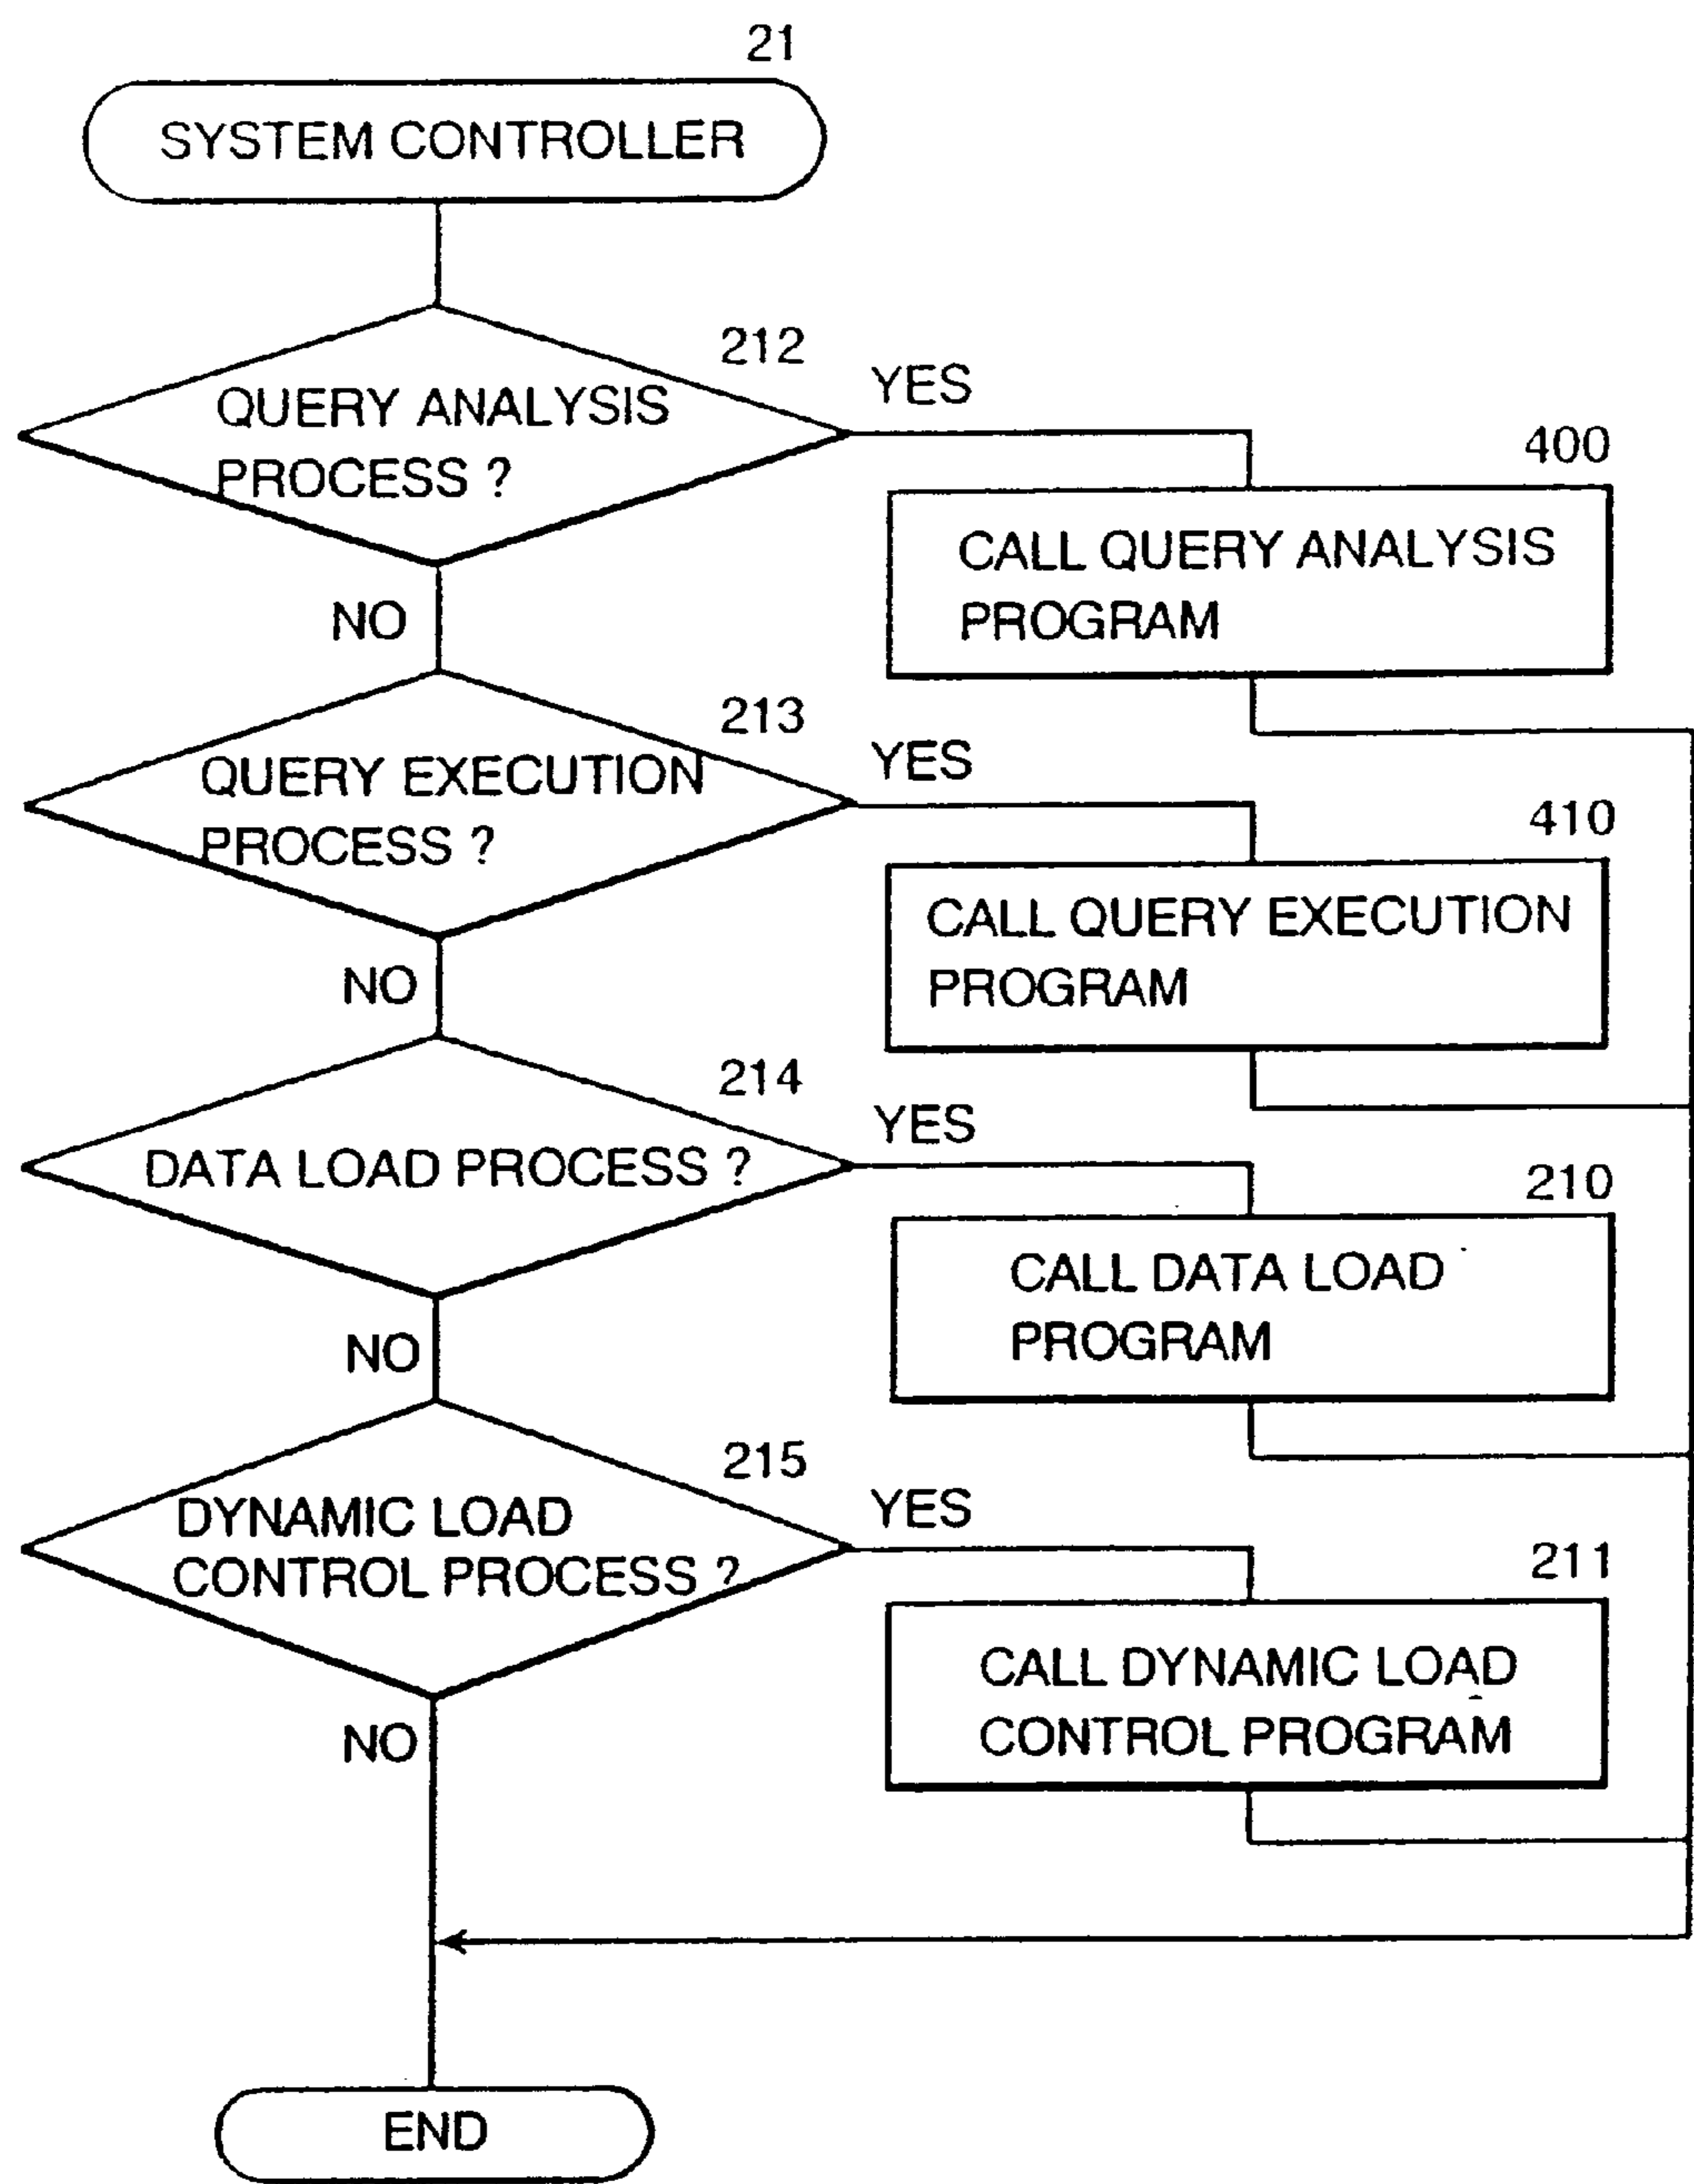 21
SYSTEM CONTROLLER
212
QUERY ANALYSIS
PROCESS ?
YES
400
CALL QUERY ANALYSIS
PROGRAM
NO
213
QUERY EXECUTION
PROCESS ?
YES
410
CALL QUERY EXECUTION
PROGRAM
NO
214
DATA LOAD PROCESS ?
YES
210
CALL DATA LOAD
PROGRAM
NO
215
DYNAMIC LOAD
CONTROL PROCESS ?
YES
211
CALL DYNAMIC LOAD
CONTROL PROGRAM
NO
END